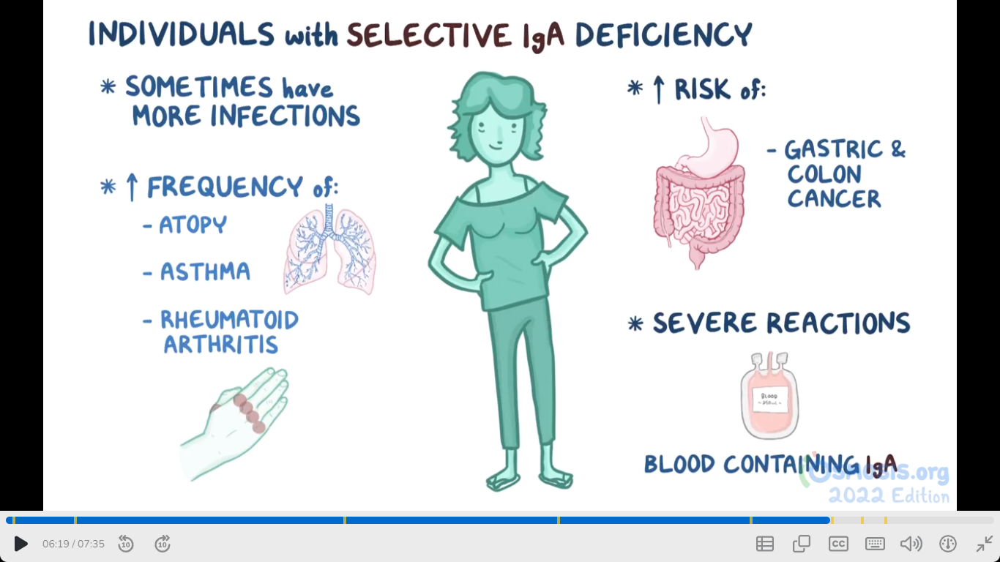 INDIVIDUALS with SELECTIVE IgA DEFICIENCY
* SOMETIMES have
MORE INFECTIONS
* ↑ FREQUENCY of:
- ATOPY
- ASTHMA
- RHEUMATOID
ARTHRITIS
* ↑ RISK of:
- GASTRIC &
COLON
CANCER
* SEVERE REACTIONS
BLOOD
BLOOD CONTAINING IgA
Osmosis.org
2022 Edition
06:19 / 07:35
10
10
CC